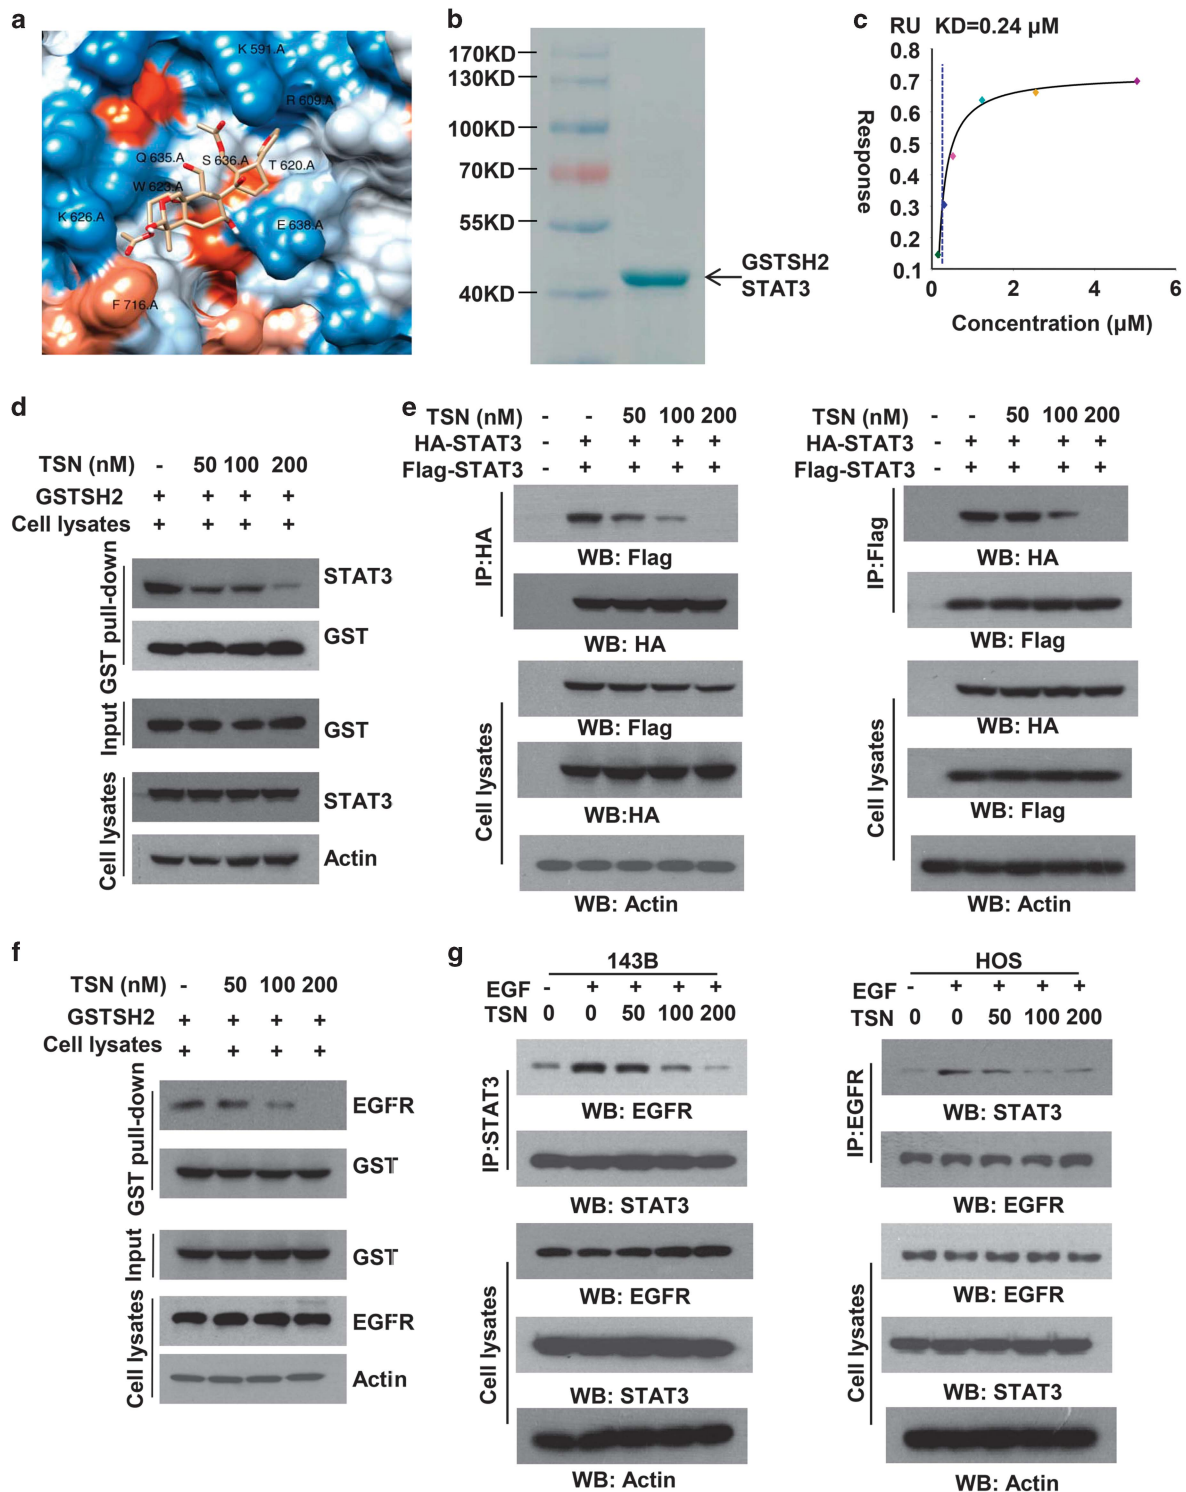 a
K 591.A
R 609.A
Q 635.A
S 636.A
T 620.A
W 623.A
K 626.A
E 638.A
F 716.A
b
170KD
130KD
100KD
70KD
55KD
40KD
GSTSH2
STAT3
c
RU KD=0.24 µM
0.8
0.7
0.6
0.5
0.4
0.3
0.2
0.1
Response
0 2 4 6
Concentration (µM)
d
TSN (nM) - 50 100 200
GSTSH2 + + + +
Cell lysates + + + +
GST pull-down
STAT3
GST
Input
GST
Cell lysates
STAT3
Actin
e
TSN (nM) - - 50 100 200
HA-STAT3 - + + + +
Flag-STAT3 - + + + +
IP:HA
WB: Flag
WB: HA
Cell lysates
WB: Flag
WB:HA
WB: Actin
TSN (nM) - - 50 100 200
HA-STAT3 - + + + +
Flag-STAT3 - + + + +
IP:Flag
WB: HA
WB: Flag
Cell lysates
WB: HA
WB: Flag
WB: Actin
f
TSN (nM) - 50 100 200
GSTSH2 + + + +
Cell lysates + + + +
GST pull-down
EGFR
GST
Input
GST
Cell lysates
EGFR
Actin
g
143B
EGF - + + + +
TSN 0 0 50 100 200
IP:STAT3
WB: EGFR
WB: STAT3
Cell lysates
WB: EGFR
WB: STAT3
WB: Actin
HOS
EGF - + + + +
TSN 0 0 50 100 200
IP:EGFR
WB: STAT3
WB: EGFR
Cell lysates
WB: EGFR
WB: STAT3
WB: Actin